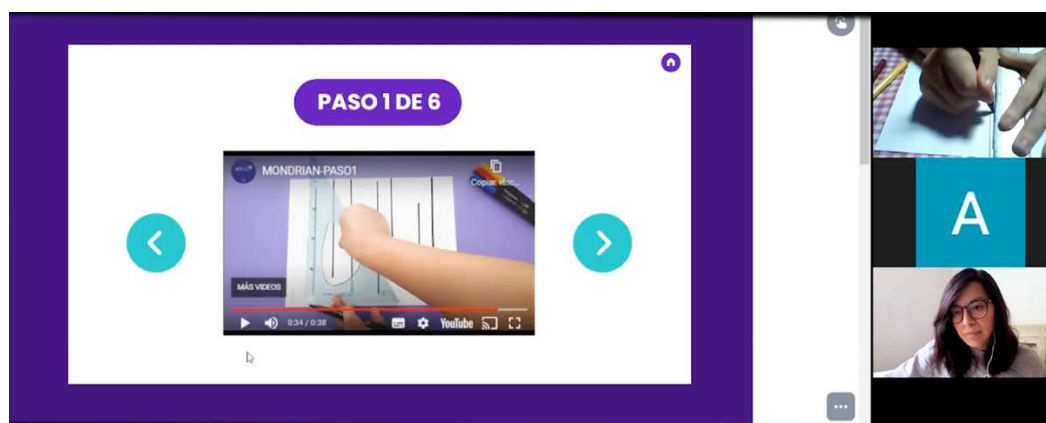 PASO 1 DE 6
MONDRIAN-PASO1
Copiar vínc...
MÁS VIDEOS
0:34 / 0:38
YouTube
A